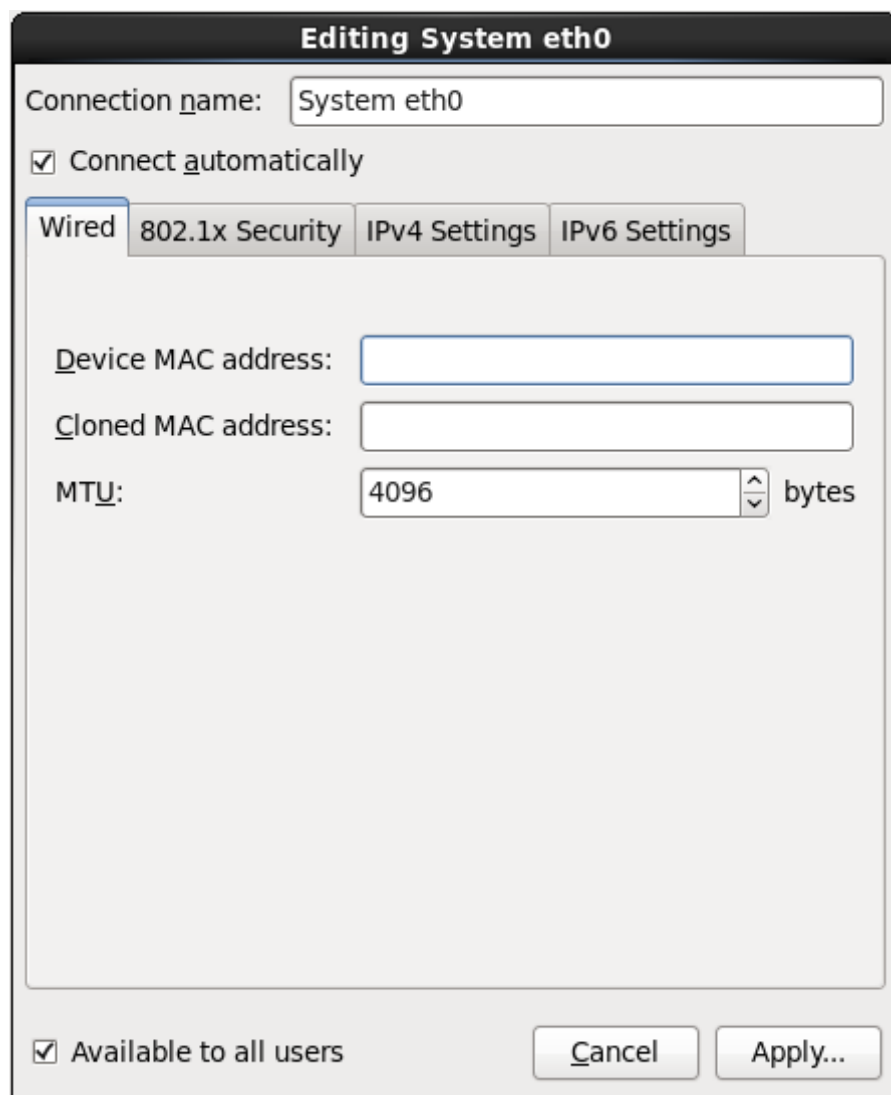 Editing System eth0
Connection name: System eth0
Connect automatically
Wired 802.1x Security IPv4 Settings IPv6 Settings
Device MAC address:
Cloned MAC address:
MTU: 4096 bytes
Available to all users Cancel Apply...